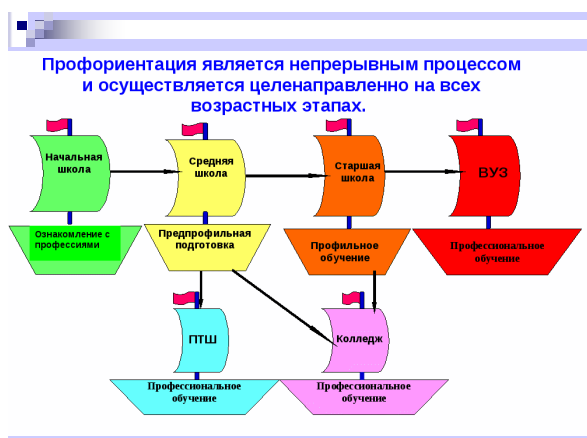 Профориентация является непрерывным процессом
и осуществляется целенаправленно на всех
возрастных этапах.
Начальная
школа
Средняя
школа
Старшая
школа
ВУЗ
Ознакомление с
профессиями
Предпрофильная
подготовка
Профильное
обучение
Профессиональное
обучение
ПТШ
Колледж
Профессиональное
обучение
Профессиональное
обучение